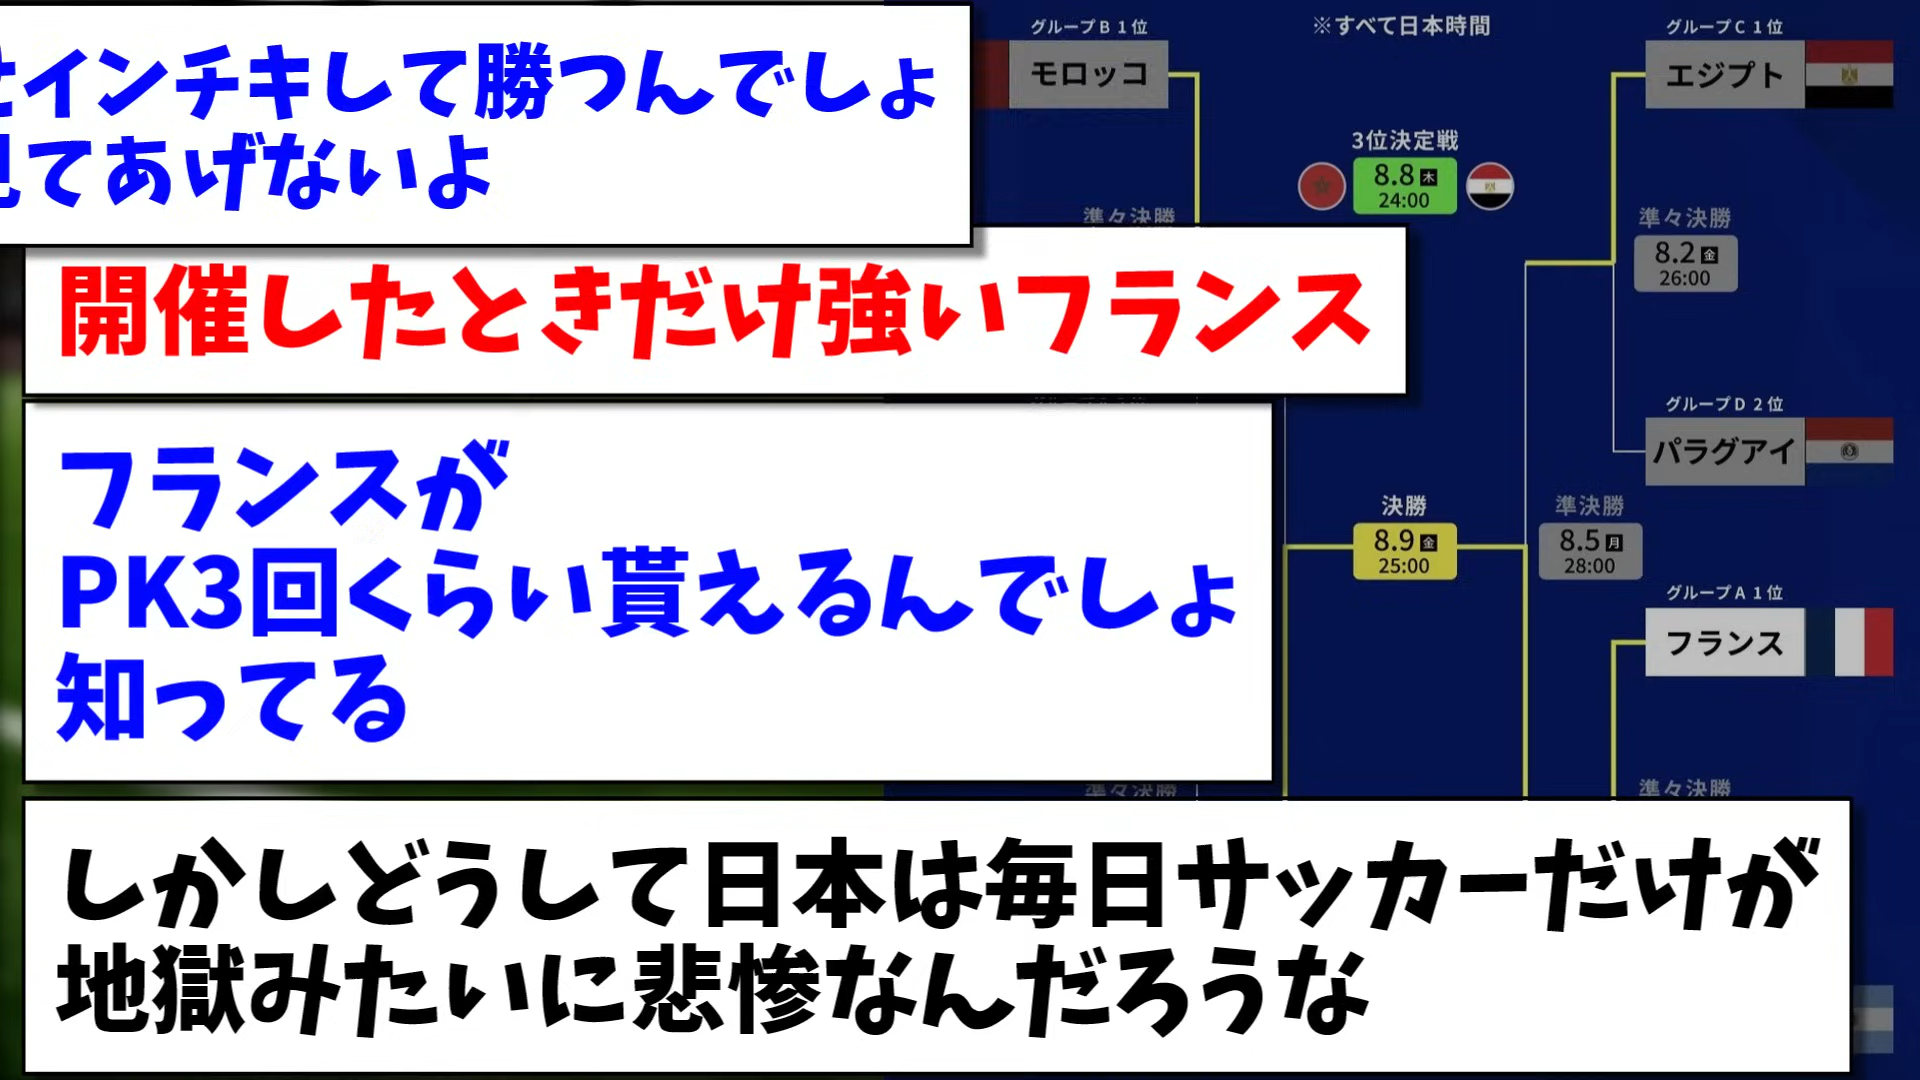 インチキして勝つんでしょ
見てあげないよ
開催したときだけ強いフランス
フランスが
PK3回くらい貰えるんでしょ
知ってる
しかしどうして日本は毎日サッカーだけが
地獄みたいに悲惨なんだろうな
グループB 1位
モロッコ
※すべて日本時間
3位決定戦
8.8 木
24:00
準々決勝
グループC 1位
エジプト
準々決勝
8.2 金
26:00
グループD 2位
パラグアイ
決勝
8.9 金
25:00
準決勝
8.5 月
28:00
グループA 1位
フランス
準々決勝
準々決勝